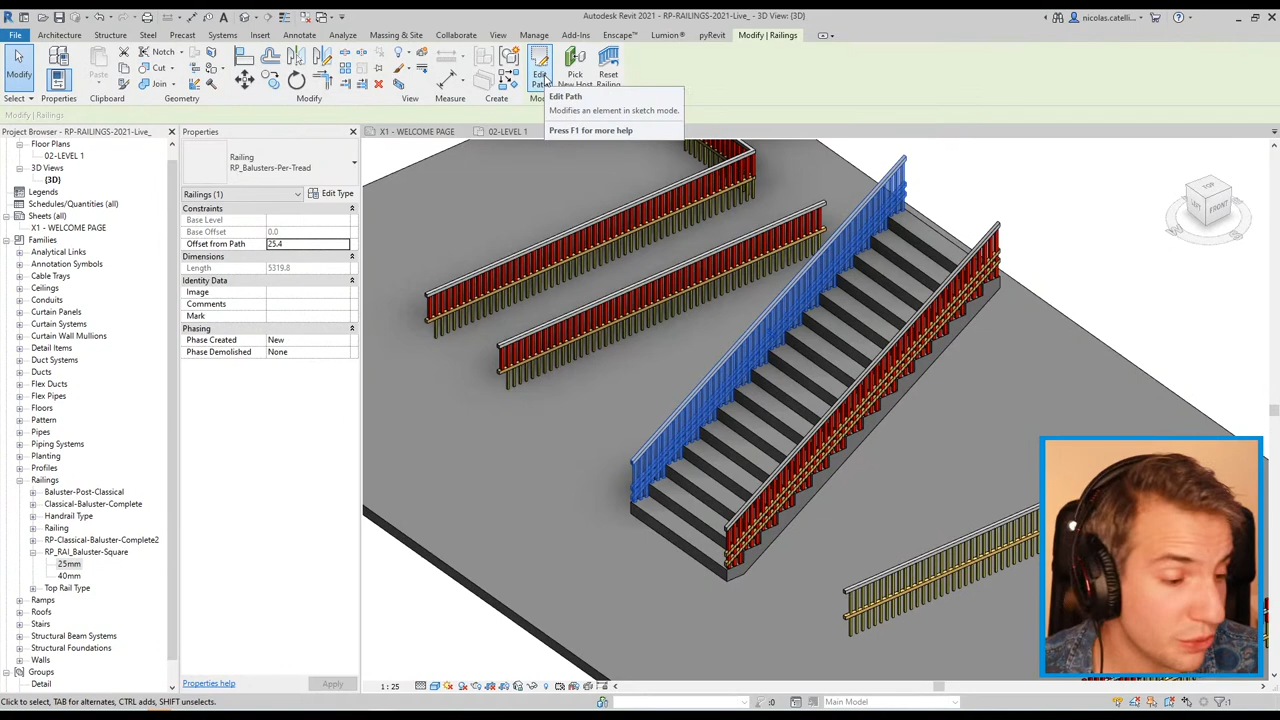 Autodesk Revit 2021 - RP-RAILINGS-2021-Live_ - 3D View: {3D}
nicolas.catelli...
File Architecture Structure Steel Precast Systems Insert Annotate Analyze Massing & Site Collaborate View Manage Add-Ins Enscape™ Lumion® pyRevit Modify | Railings
Modify
Paste
Notch
Cut
Join
Edit Path
Pick New Host
Reset Railing
Select Properties Clipboard Geometry Modify View Measure Create
Modify | Railings
Edit Path
Modifies an element in sketch mode.
Press F1 for more help
Project Browser - RP-RAILINGS-2021-Live_
Floor Plans
02-LEVEL 1
3D Views
{3D}
Legends
Schedules/Quantities (all)
Sheets (all)
X1 - WELCOME PAGE
Families
Analytical Links
Annotation Symbols
Cable Trays
Ceilings
Conduits
Curtain Panels
Curtain Systems
Curtain Wall Mullions
Detail Items
Duct Systems
Ducts
Flex Ducts
Flex Pipes
Floors
Pattern
Pipes
Piping Systems
Planting
Profiles
Railings
Baluster-Post-Classical
Classical-Baluster-Complete
Handrail Type
Railing
RP-Classical-Baluster-Complete2
RP_RAI_Baluster-Square
25mm
40mm
Top Rail Type
Ramps
Roofs
Site
Stairs
Structural Beam Systems
Structural Foundations
Walls
Groups
Detail
Properties
Railing
RP_Balusters-Per-Tread
Railings (1)
Edit Type
Constraints
Base Level
Base Offset 0.0
Offset from Path 25.4
Dimensions
Length 5319.8
Identity Data
Image
Comments
Mark
Phasing
Phase Created New
Phase Demolished None
Properties help
Apply
X1 - WELCOME PAGE
02-LEVEL 1
TOP
LEFT
FRONT
1 : 25
Click to select, TAB for alternates, CTRL adds, SHIFT unselects.
:0
Main Model
:1